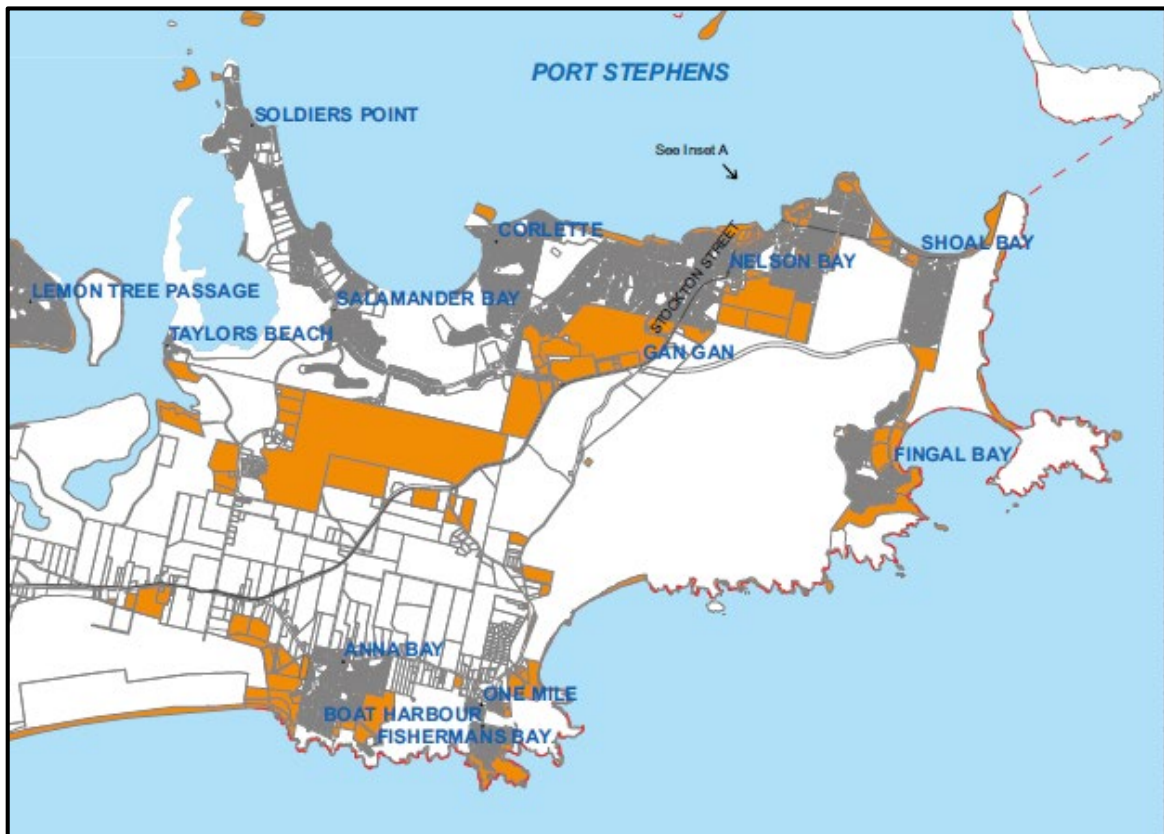 PORT STEPHENS
SOLDIERS POINT
See Inset A
CORLETTE
SHOAL BAY
STOCKTON STREET
NELSON BAY
LEMON TREE PASSAGE
SALAMANDER BAY
TAYLORS BEACH
GAN GAN
FINGAL BAY
ANNA BAY
ONE MILE
BOAT HARBOUR
FISHERMANS BAY